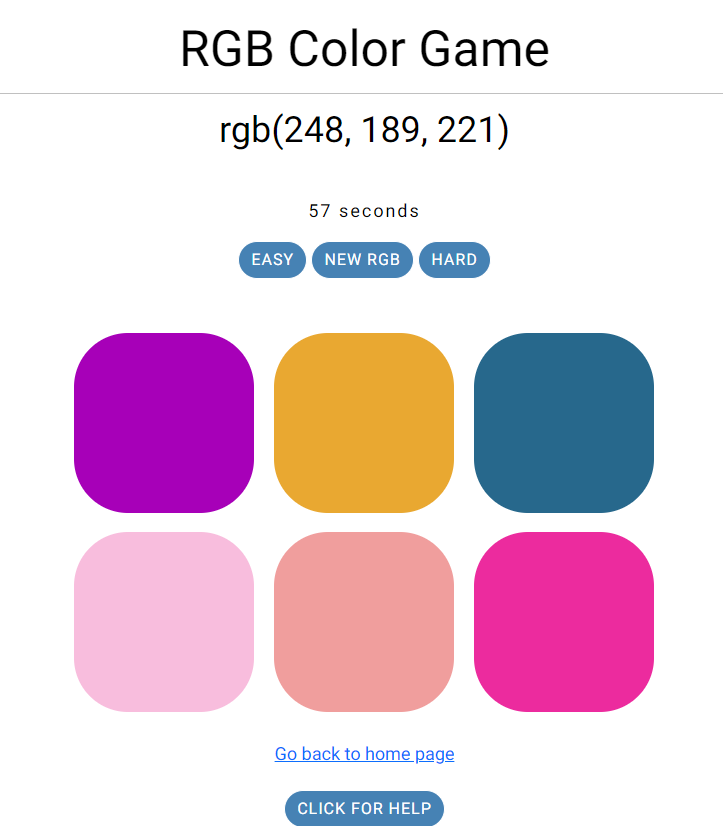 RGB Color Game
rgb(248, 189, 221)
57 seconds
EASY NEW RGB HARD
Go back to home page
CLICK FOR HELP